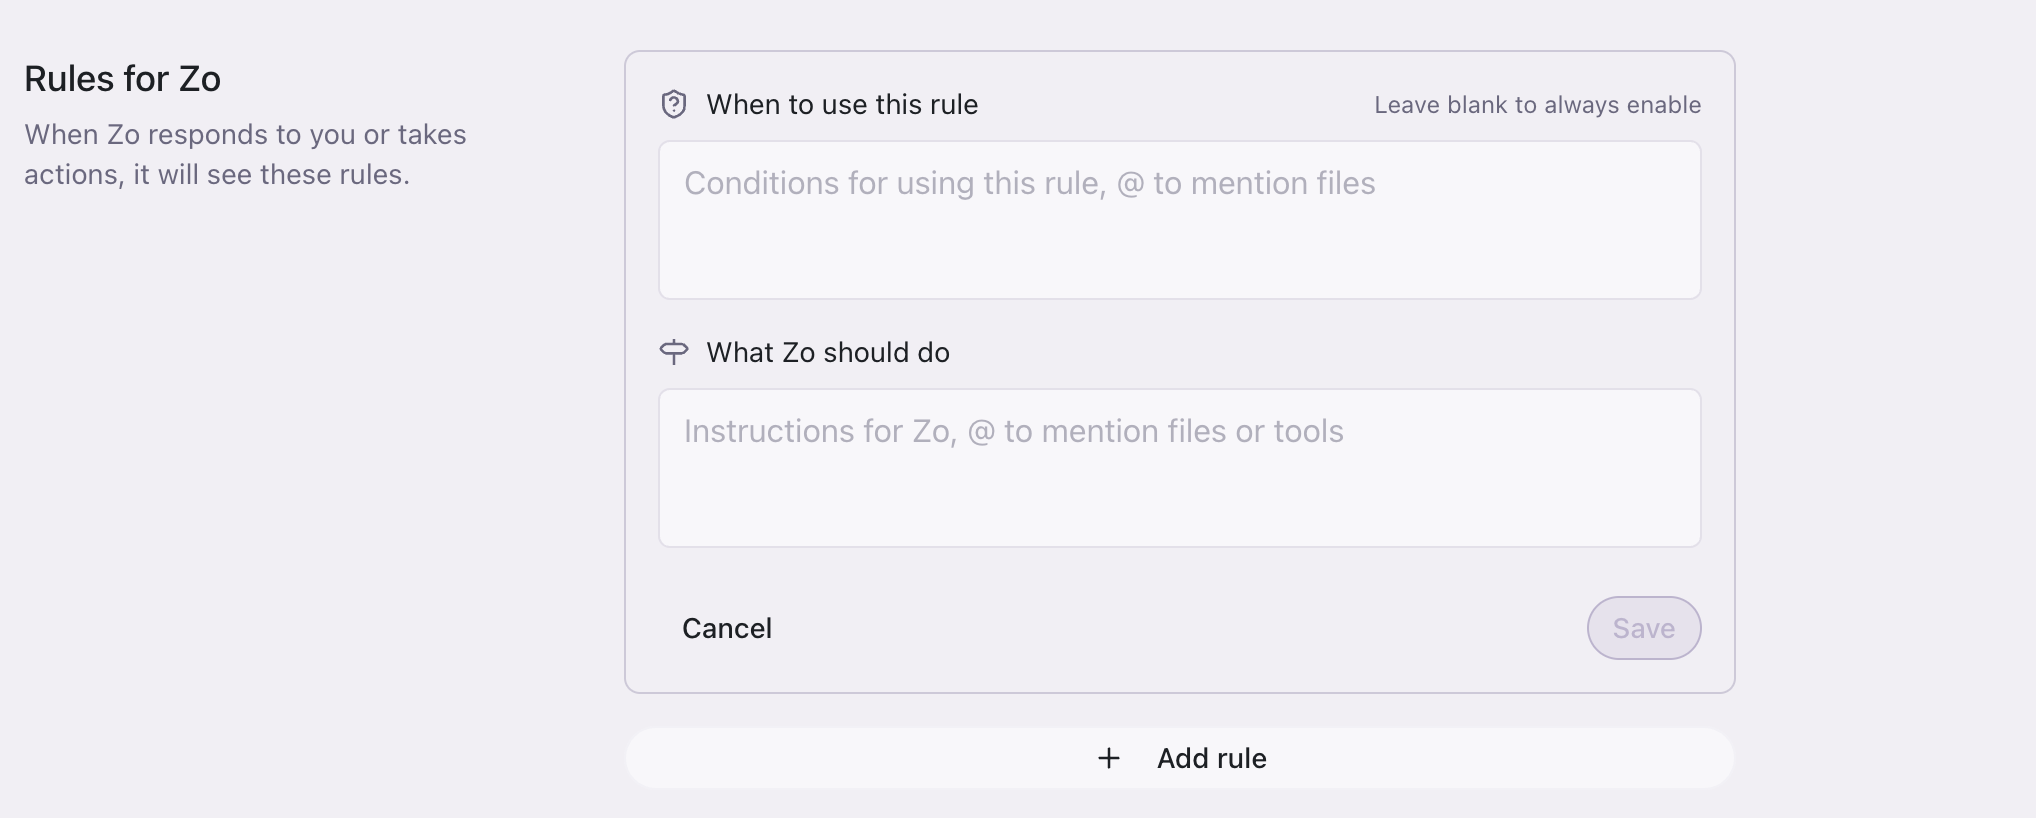 Rules for Zo
When Zo responds to you or takes
actions, it will see these rules.
When to use this rule
Leave blank to always enable
Conditions for using this rule, @ to mention files
What Zo should do
Instructions for Zo, @ to mention files or tools
Cancel
Save
Add rule